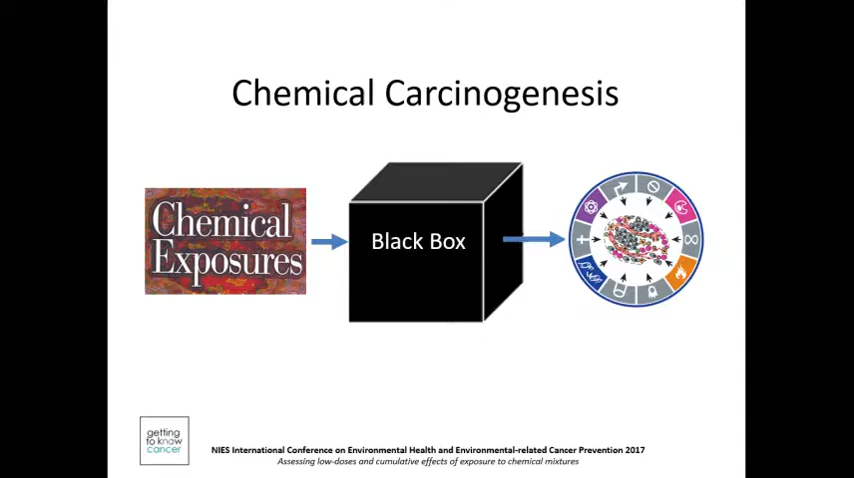 Chemical Carcinogenesis
Chemical
Exposures
Black Box
getting
to know
cancer
NIES International Conference on Environmental Health and Environmental-related Cancer Prevention 2017
Assessing low-doses and cumulative effects of exposure to chemical mixtures